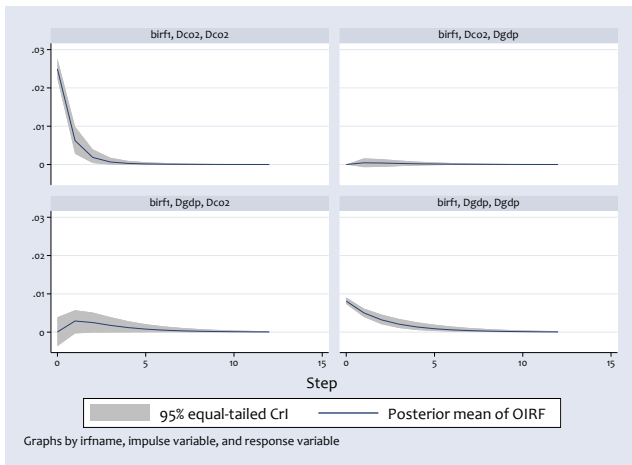 birf1, Dco2, Dco2
birf1, Dco2, Dgdp
.03
.02
.01
0
birf1, Dgdp, Dco2
birf1, Dgdp, Dgdp
.03
.02
.01
0
0
5
10
15
0
5
10
15
Step
95% equal-tailed CrI
Posterior mean of OIRF
Graphs by irfname, impulse variable, and response variable